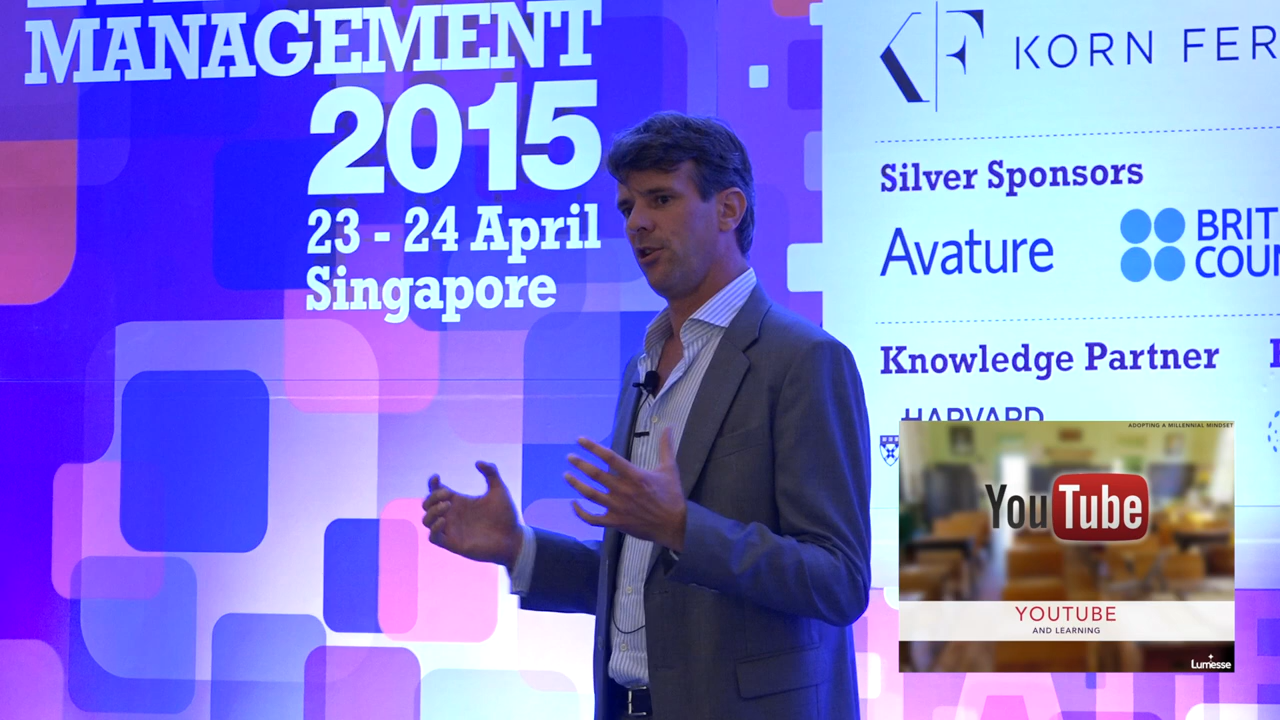 MANAGEMENT
2015
23 - 24 April
Singapore
KF KORN FER
Silver Sponsors
Avature
BRIT
COUN
Knowledge Partner
HARVARD
ADOPTING A MILLENNIAL MINDSET
YouTube
YOUTUBE
AND LEARNING
Lumesse